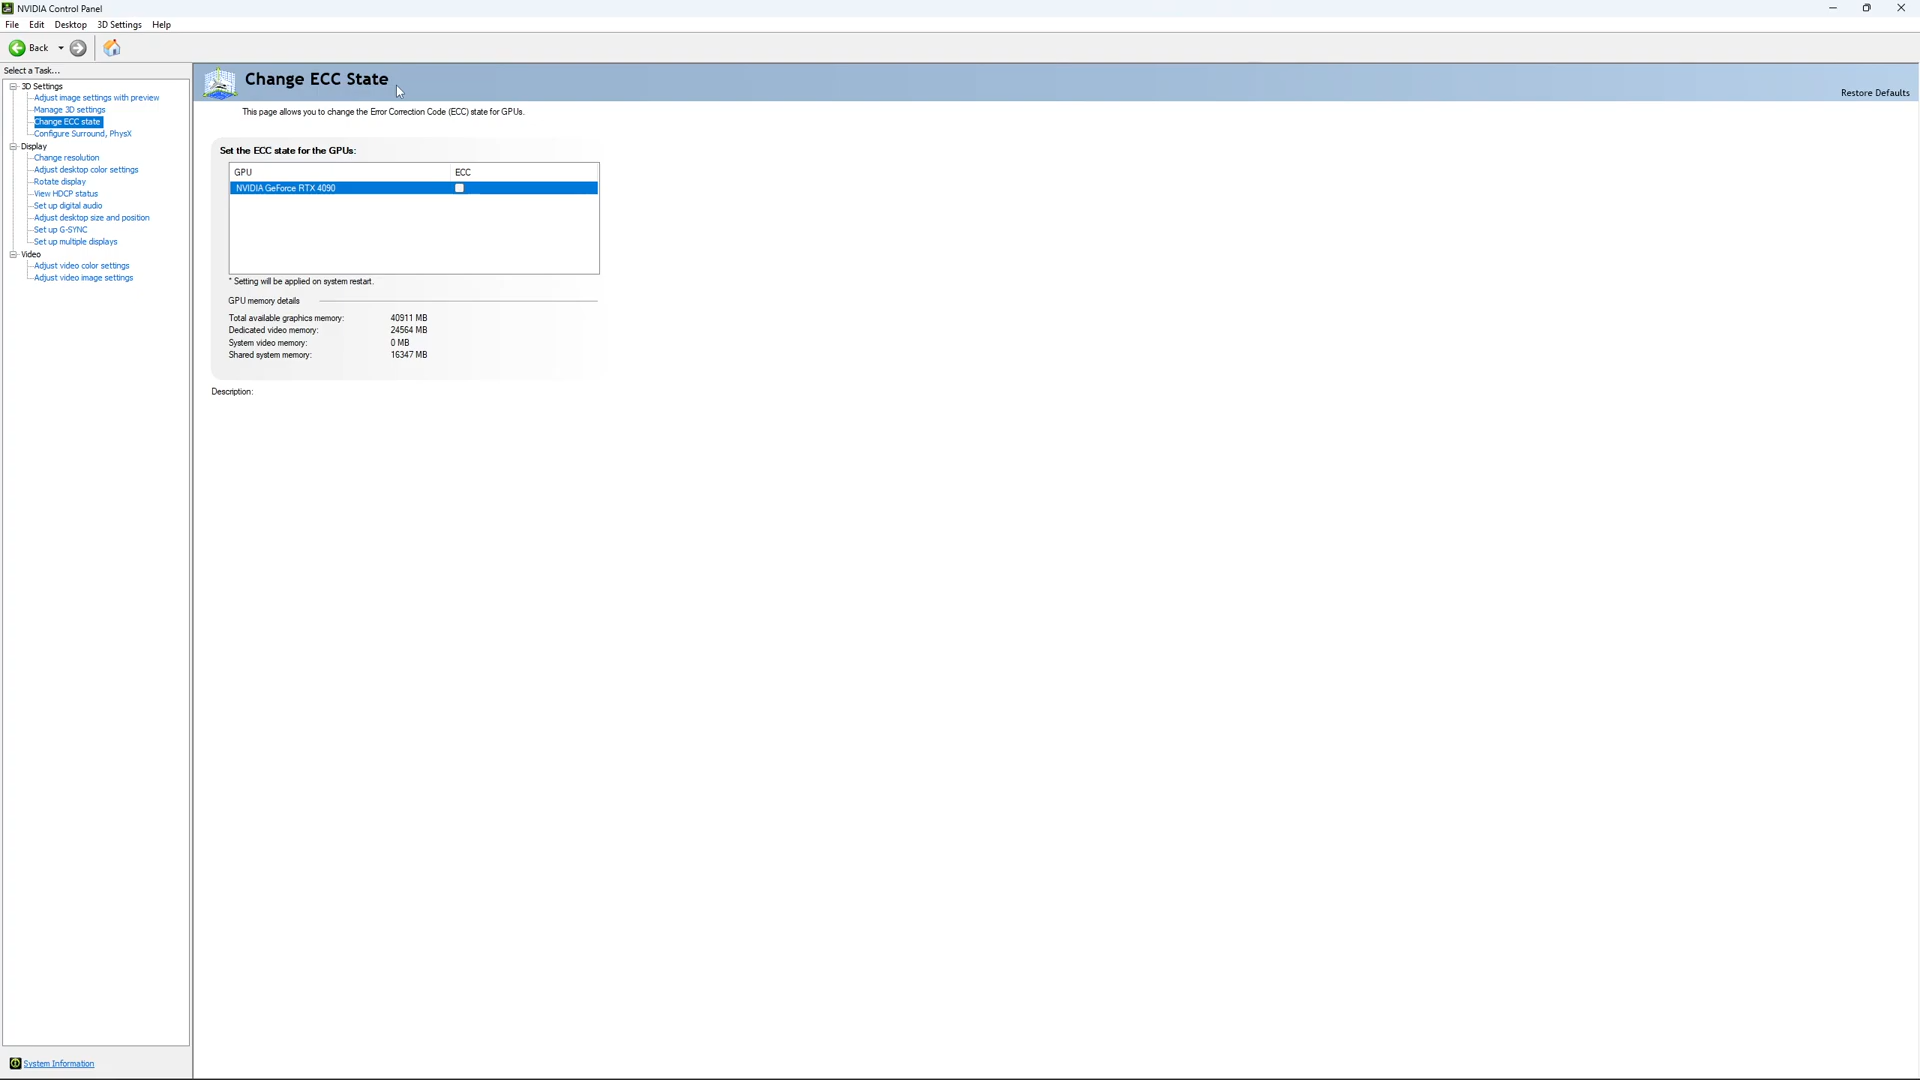 NVIDIA Control Panel
File Edit Desktop 3D Settings Help
Back
Select a Task...
3D Settings
Adjust image settings with preview
Manage 3D settings
Change ECC state
Configure Surround, PhysX
Display
Change resolution
Adjust desktop color settings
Rotate display
View HDCP status
Set up digital audio
Adjust desktop size and position
Set up G-SYNC
Set up multiple displays
Video
Adjust video color settings
Adjust video image settings
System Information
Change ECC State
Restore Defaults
This page allows you to change the Error Correction Code (ECC) state for GPUs.
Set the ECC state for the GPUs:
GPU ECC
NVIDIA GeForce RTX 4090
* Setting will be applied on system restart.
GPU memory details
Total available graphics memory: 40911 MB
Dedicated video memory: 24564 MB
System video memory: 0 MB
Shared system memory: 16347 MB
Description: